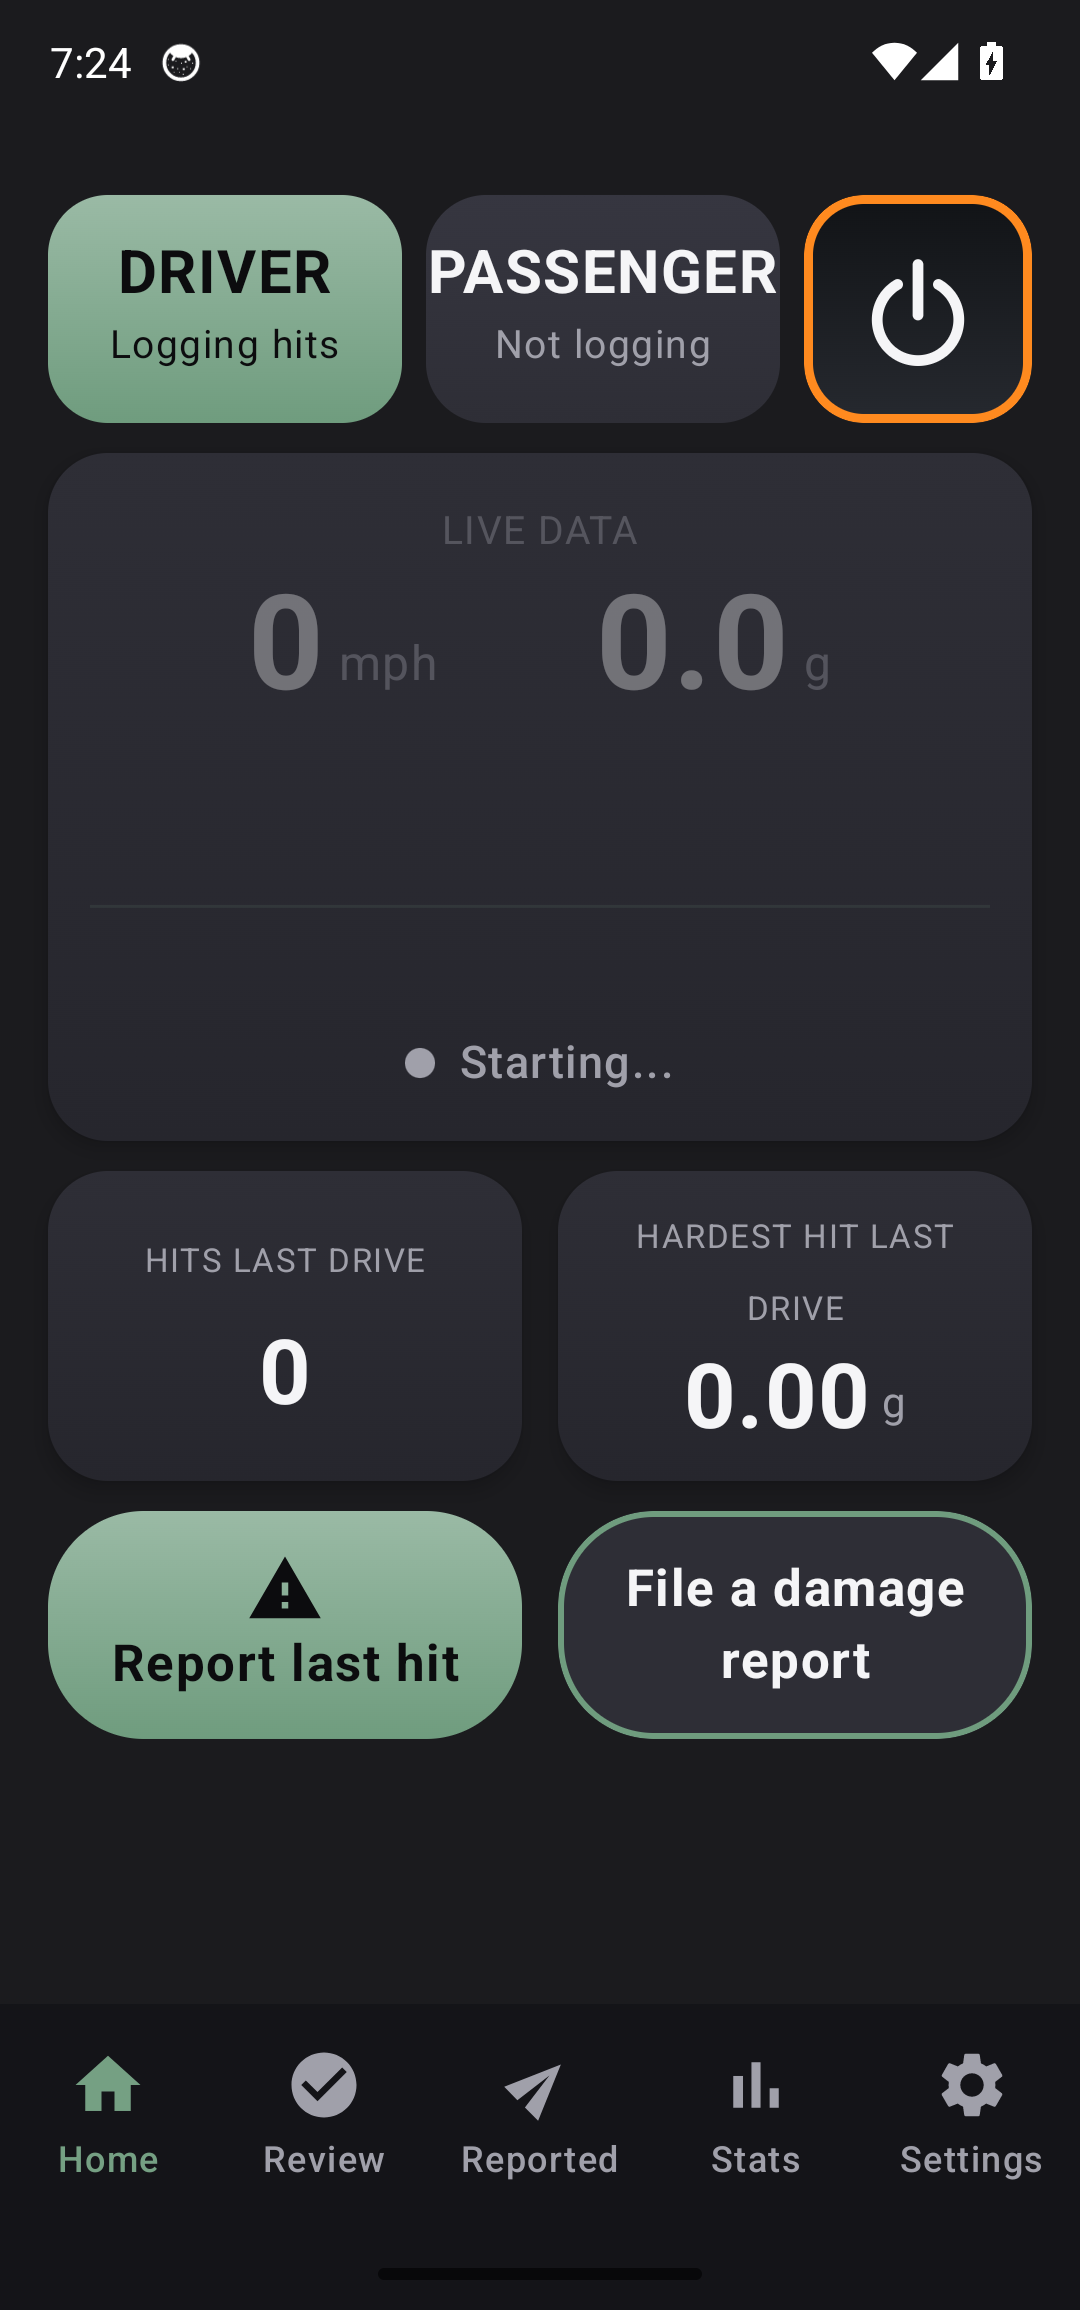 7:24
DRIVER
Logging hits
PASSENGER
Not logging
LIVE DATA
0 mph
0.0 g
Starting...
HITS LAST DRIVE
0
HARDEST HIT LAST
DRIVE
0.00 g
Report last hit
File a damage
report
Home
Review
Reported
Stats
Settings